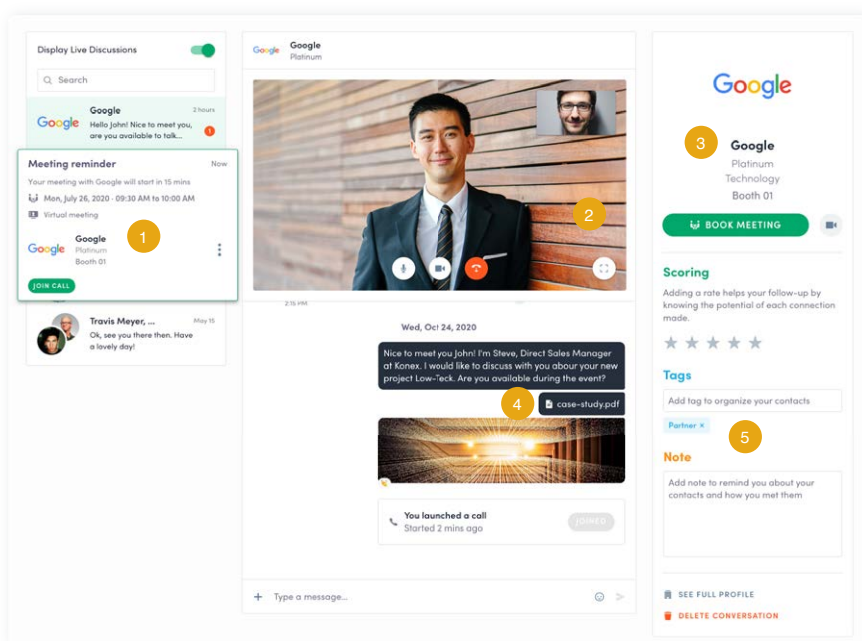 Display Live Discussions
Search
Google
2 hours
Google
Hello John! Nice to meet you,
are you available to talk...
1
Meeting reminder
Now
Your meeting with Google will start in 15 mins
Mon, July 26, 2020 · 09:30 AM to 10:00 AM
Virtual meeting
1
Google
Google
Platinum
Booth 01
JOIN CALL
Travis Meyer, ...
May 15
Ok, see you there then. Have
a lovely day!
Google
Google
Platinum
2
2:15 PM
Wed, Oct 24, 2020
Nice to meet you John! I'm Steve, Direct Sales Manager
at Konex. I would like to discuss with you abour your new
project Low-Teck. Are you available during the event?
4
case-study.pdf
You launched a call
Started 2 mins ago
JOINED
+ Type a message...
Google
3
Google
Platinum
Technology
Booth 01
BOOK MEETING
Scoring
Adding a rate helps your follow-up by
knowing the potential of each connection
made.
Tags
Add tag to organize your contacts
Partner ×
5
Note
Add note to remind you about your
contacts and how you met them
SEE FULL PROFILE
DELETE CONVERSATION